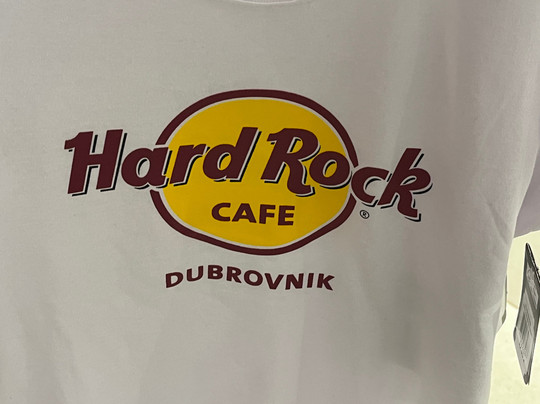 Hard Rock
CAFE
®
DUBROVNIK